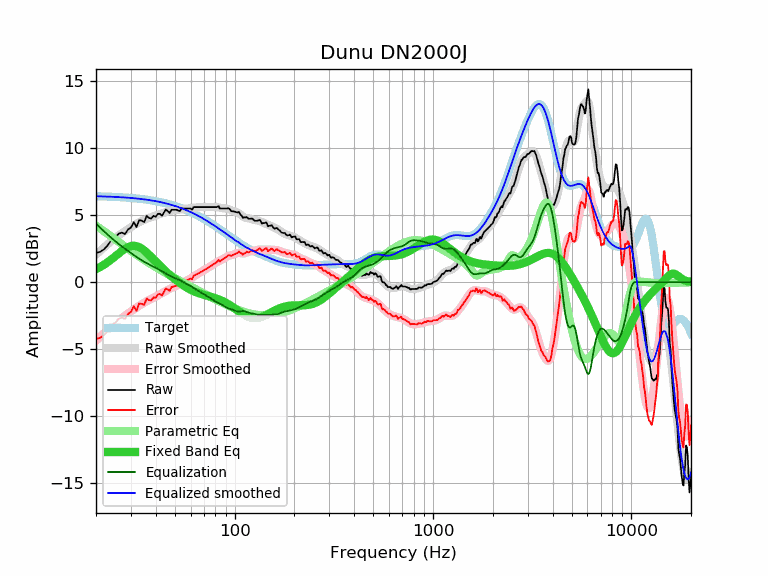 Dunu DN2000J
15
10
5
0
−5
−10
−15
Amplitude (dBr)
Target
Raw Smoothed
Error Smoothed
Raw
Error
Parametric Eq
Fixed Band Eq
Equalization
Equalized smoothed
100
1000
10000
Frequency (Hz)